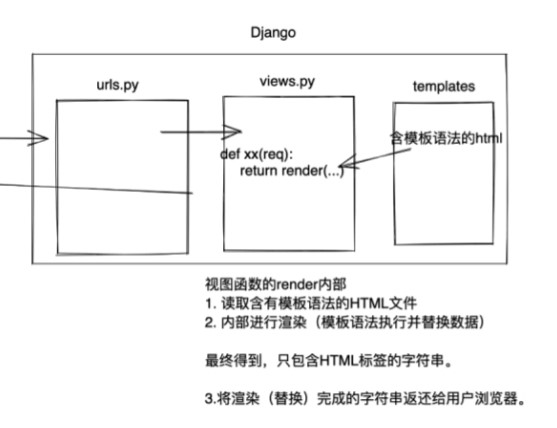 Django
urls.py
views.py
templates
含模板语法的html
def xx(req):
return render(...)
视图函数的render内部
1. 读取含有模板语法的HTML文件
2. 内部进行渲染（模板语法执行并替换数据）
最终得到，只包含HTML标签的字符串。
3.将渲染（替换）完成的字符串返还给用户浏览器。